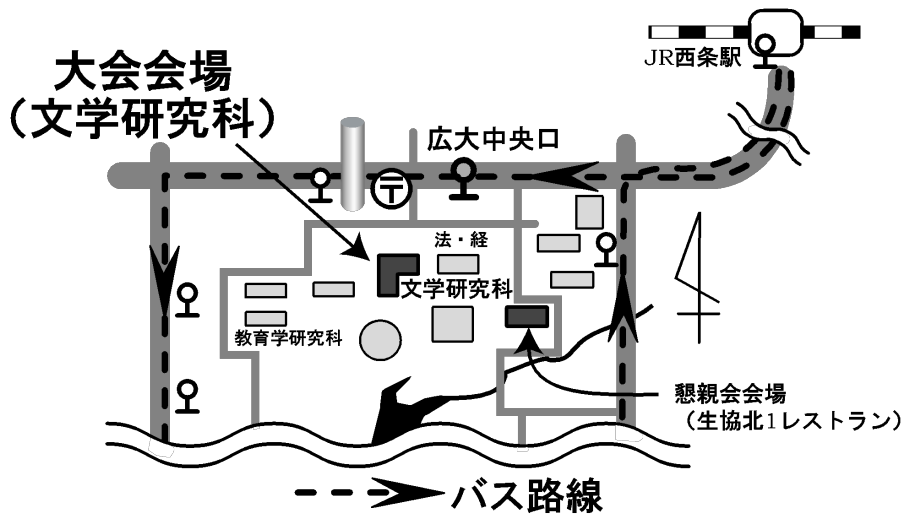 大会会場
（文学研究科）
JR西条駅
広大中央口
〒
法・経
文学研究科
教育学研究科
懇親会会場
（生協北1レストラン）
バス路線